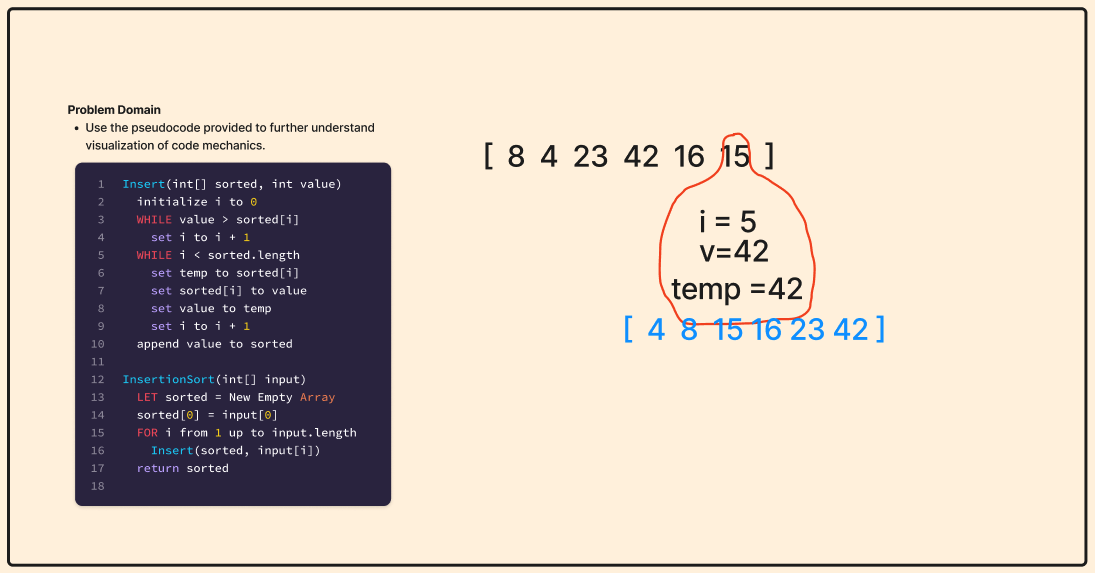 Problem Domain
• Use the pseudocode provided to further understand
visualization of code mechanics.
1 Insert(int[] sorted, int value)
2 initialize i to 0
3 WHILE value > sorted[i]
4 set i to i + 1
5 WHILE i < sorted.length
6 set temp to sorted[i]
7 set sorted[i] to value
8 set value to temp
9 set i to i + 1
10 append value to sorted
11
12 InsertionSort(int[] input)
13 LET sorted = New Empty Array
14 sorted[0] = input[0]
15 FOR i from 1 up to input.length
16 Insert(sorted, input[i])
17 return sorted
18
[ 8 4 23 42 16 15 ]
i = 5
v=42
temp =42
[ 4 8 15 16 23 42 ]